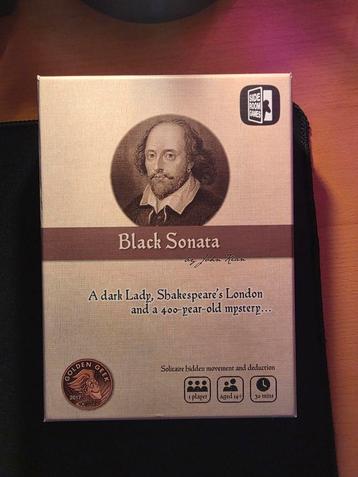 SIDE
ROOM
GAMES
Black Sonata
by John Kean
A dark Lady, Shakespeare's London
and a 400-year-old mystery...
Solitaire hidden movement and deduction
GOLDEN GEEK
2017
1 player
Aged 14+
30 mins